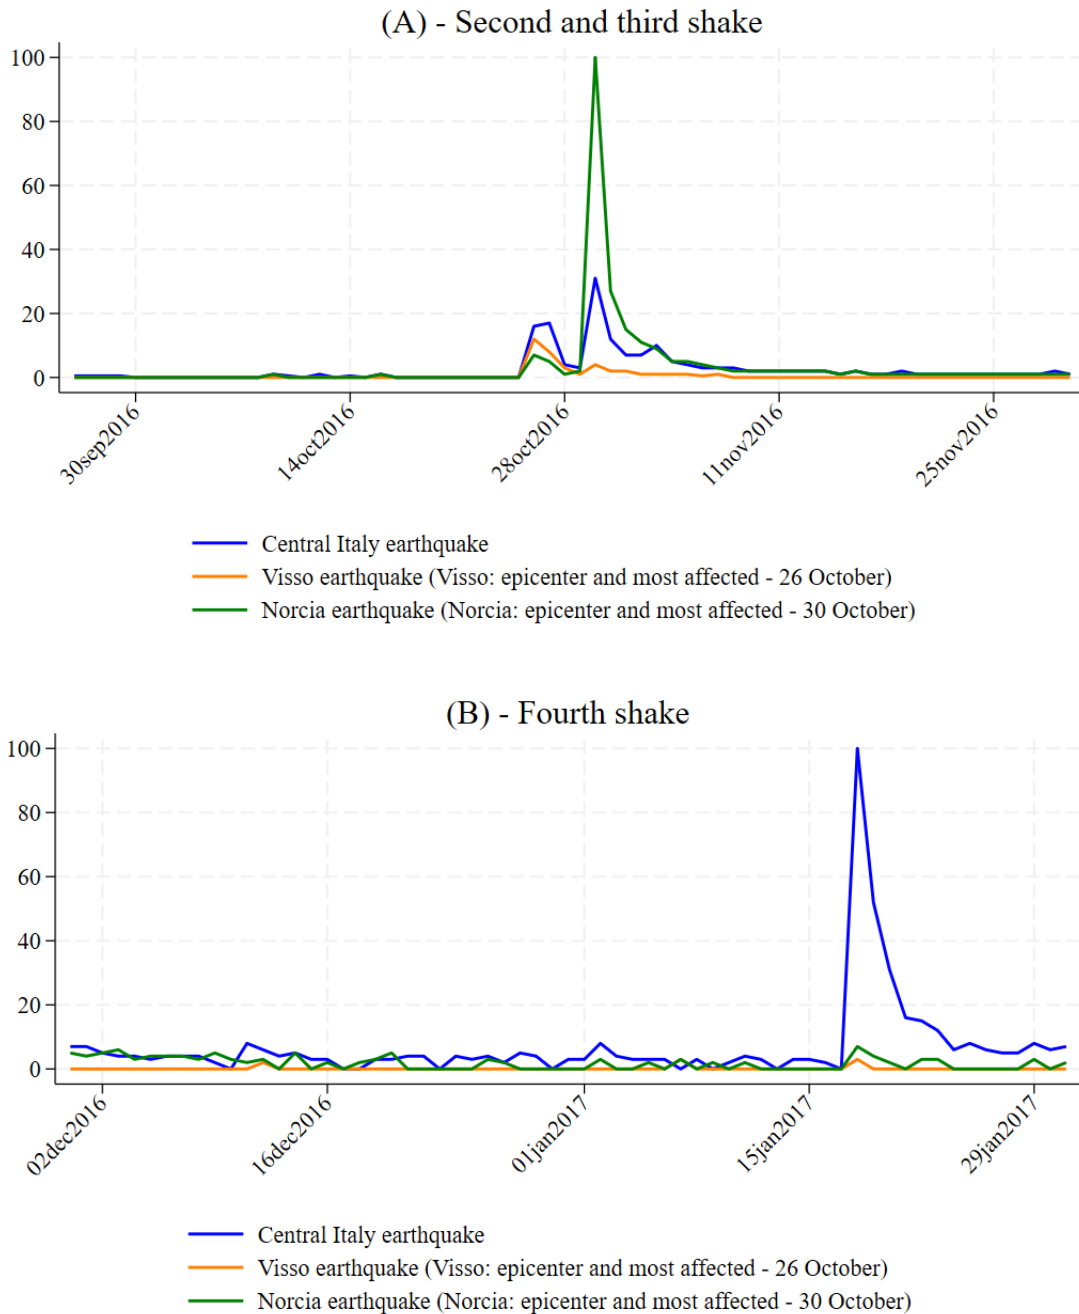 (A) - Second and third shake
100
80
60
40
20
0
30sep2016
14oct2016
28oct2016
11nov2016
25nov2016
Central Italy earthquake
Visso earthquake (Visso: epicenter and most affected - 26 October)
Norcia earthquake (Norcia: epicenter and most affected - 30 October)
(B) - Fourth shake
100
80
60
40
20
0
02dec2016
16dec2016
01jan2017
15jan2017
29jan2017
Central Italy earthquake
Visso earthquake (Visso: epicenter and most affected - 26 October)
Norcia earthquake (Norcia: epicenter and most affected - 30 October)